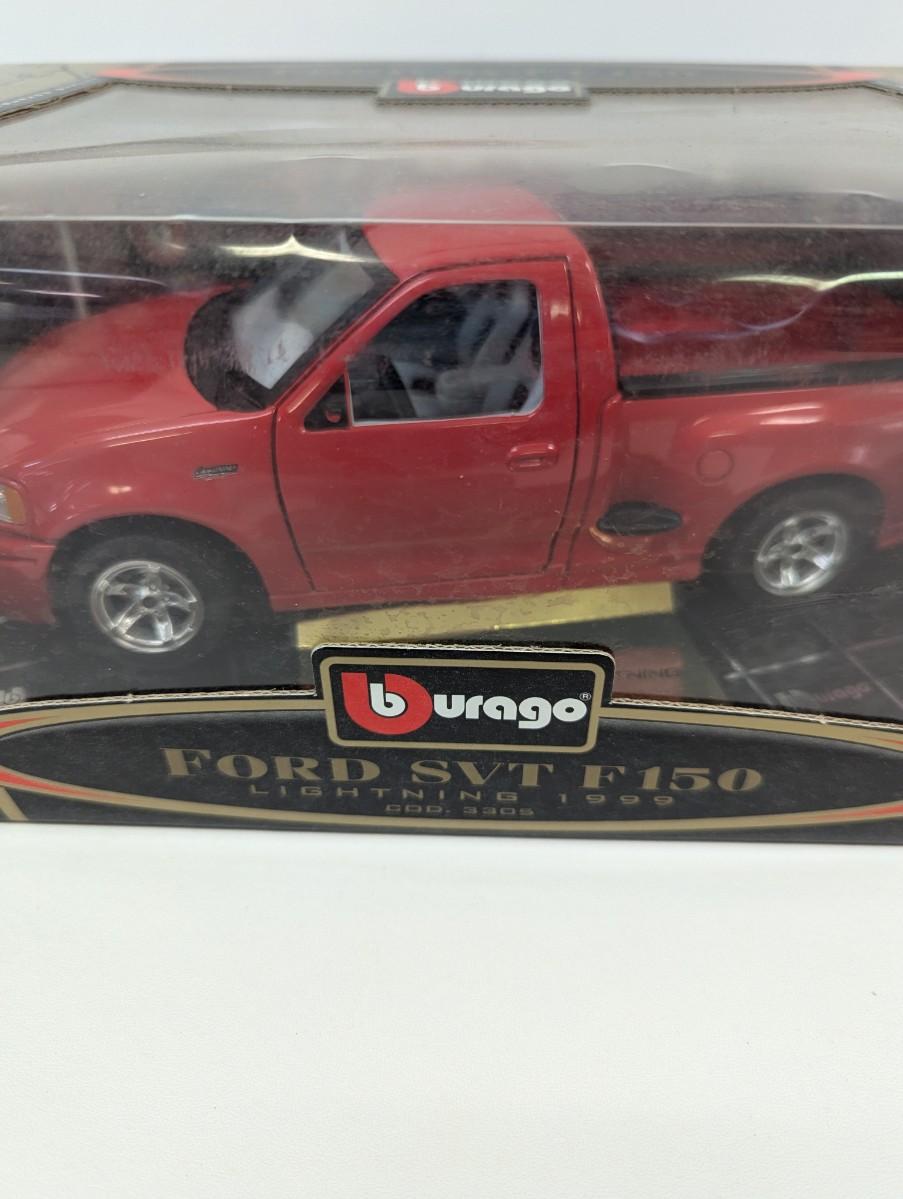 burago
burago®
FORD SVT F150
LIGHTNING 1999
COD. 3305